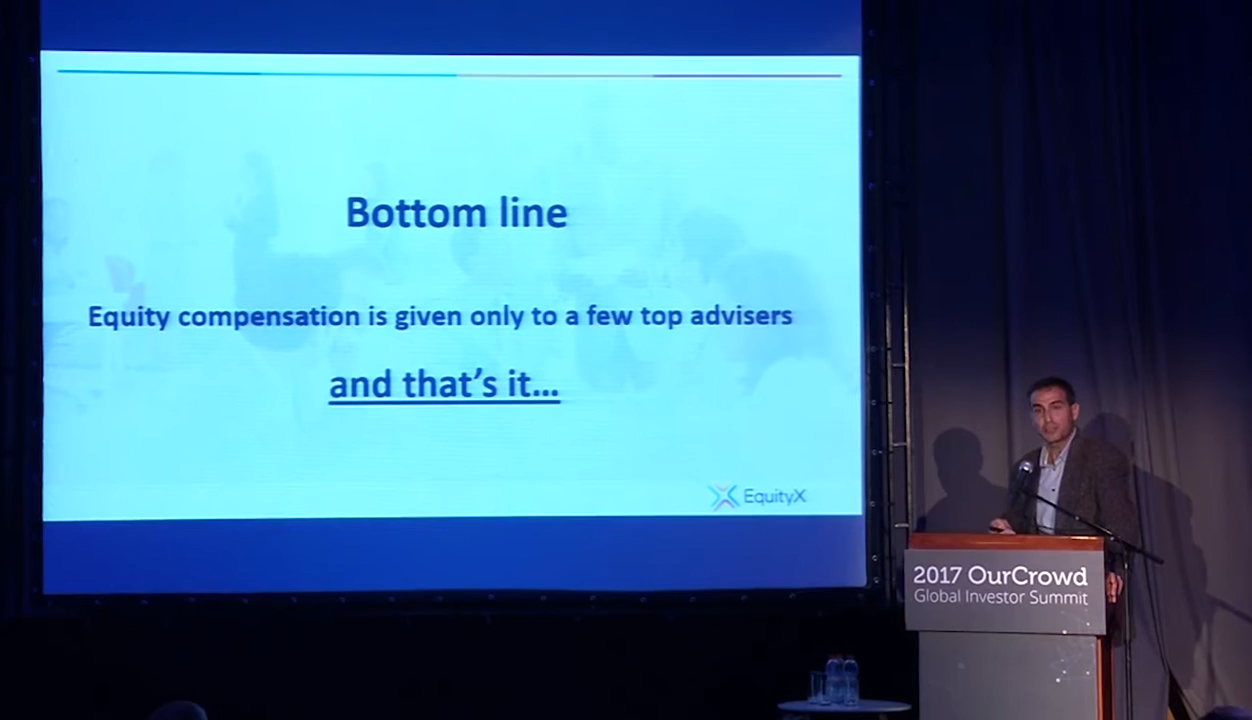 Bottom line
Equity compensation is given only to a few top advisers
and that's it...
EquityX
2017 OurCrowd
Global Investor Summit